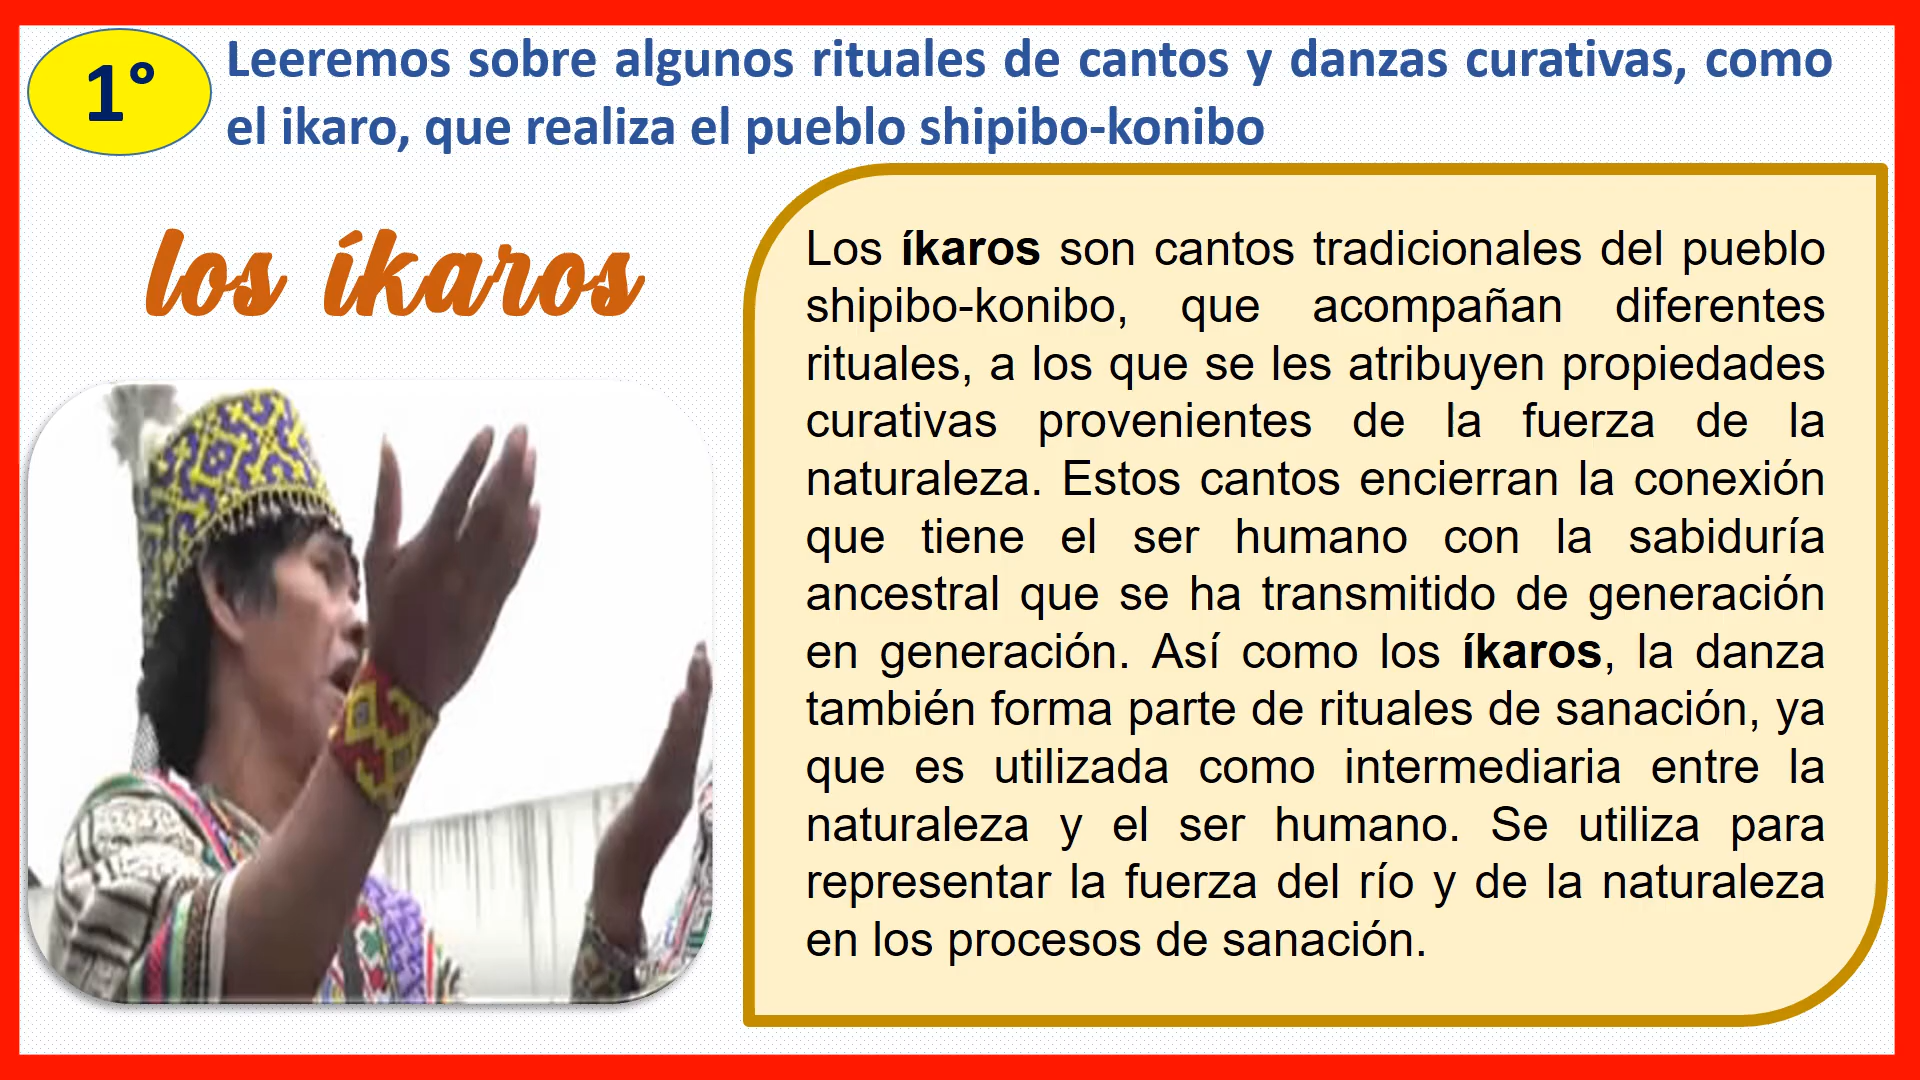 1°
Leeremos sobre algunos rituales de cantos y danzas curativas, como
el ikaro, que realiza el pueblo shipibo-konibo
los íkaros
Los íkaros son cantos tradicionales del pueblo
shipibo-konibo, que acompañan diferentes
rituales, a los que se les atribuyen propiedades
curativas provenientes de la fuerza de la
naturaleza. Estos cantos encierran la conexión
que tiene el ser humano con la sabiduría
ancestral que se ha transmitido de generación
en generación. Así como los íkaros, la danza
también forma parte de rituales de sanación, ya
que es utilizada como intermediaria entre la
naturaleza y el ser humano. Se utiliza para
representar la fuerza del río y de la naturaleza
en los procesos de sanación.